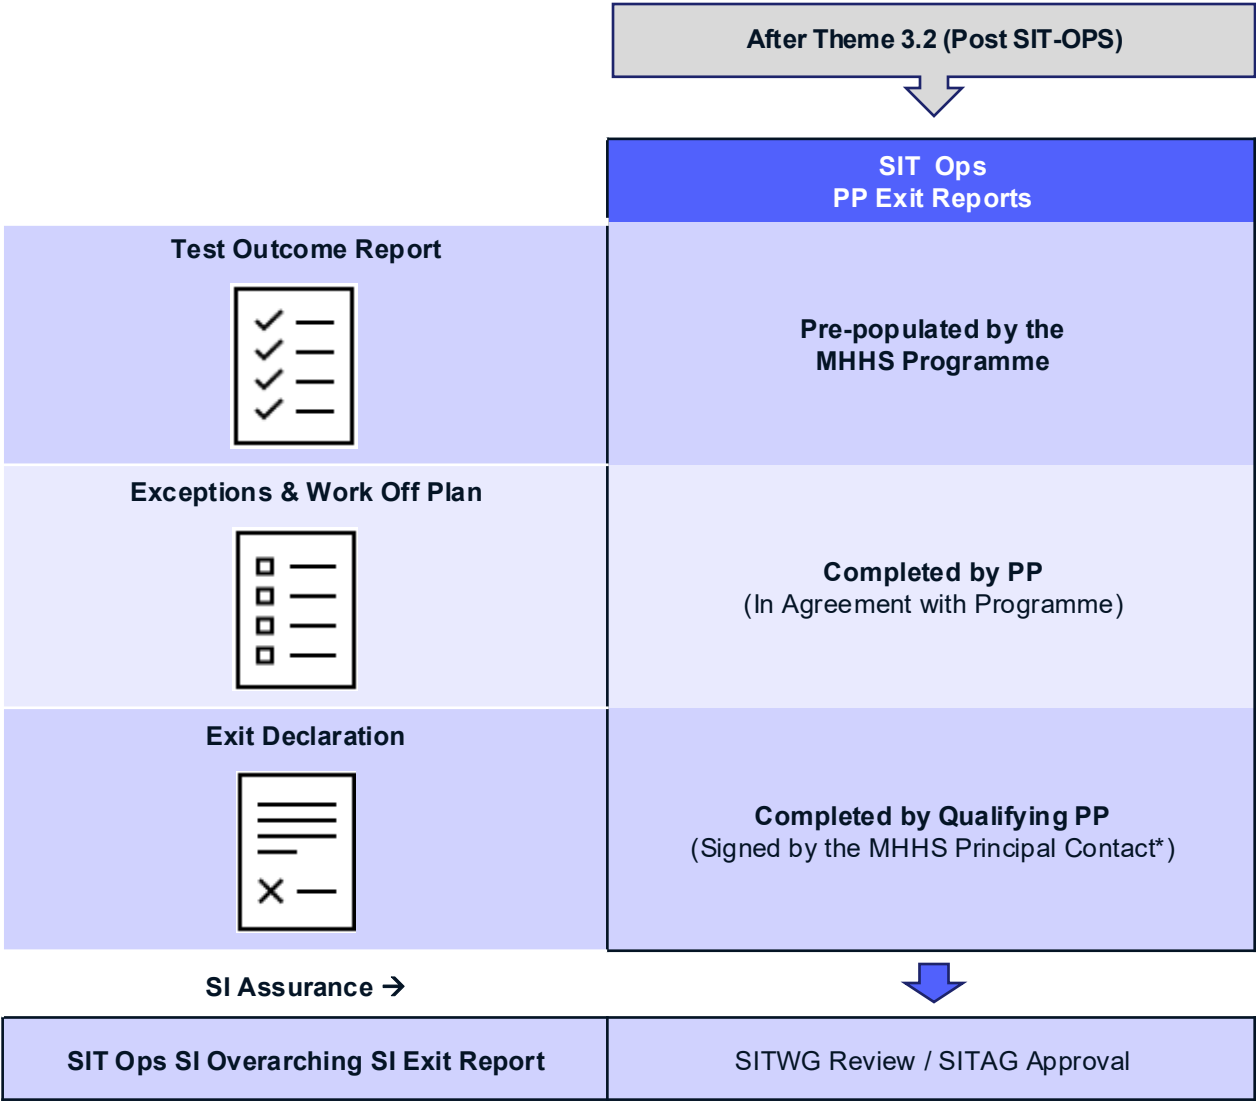 After Theme 3.2 (Post SIT-OPS)
SIT Ops
PP Exit Reports
Test Outcome Report
Pre-populated by the
MHHS Programme
Exceptions & Work Off Plan
Completed by PP
(In Agreement with Programme)
Exit Declaration
Completed by Qualifying PP
(Signed by the MHHS Principal Contact*)
SI Assurance →
SIT Ops SI Overarching SI Exit Report
SITWG Review / SITAG Approval